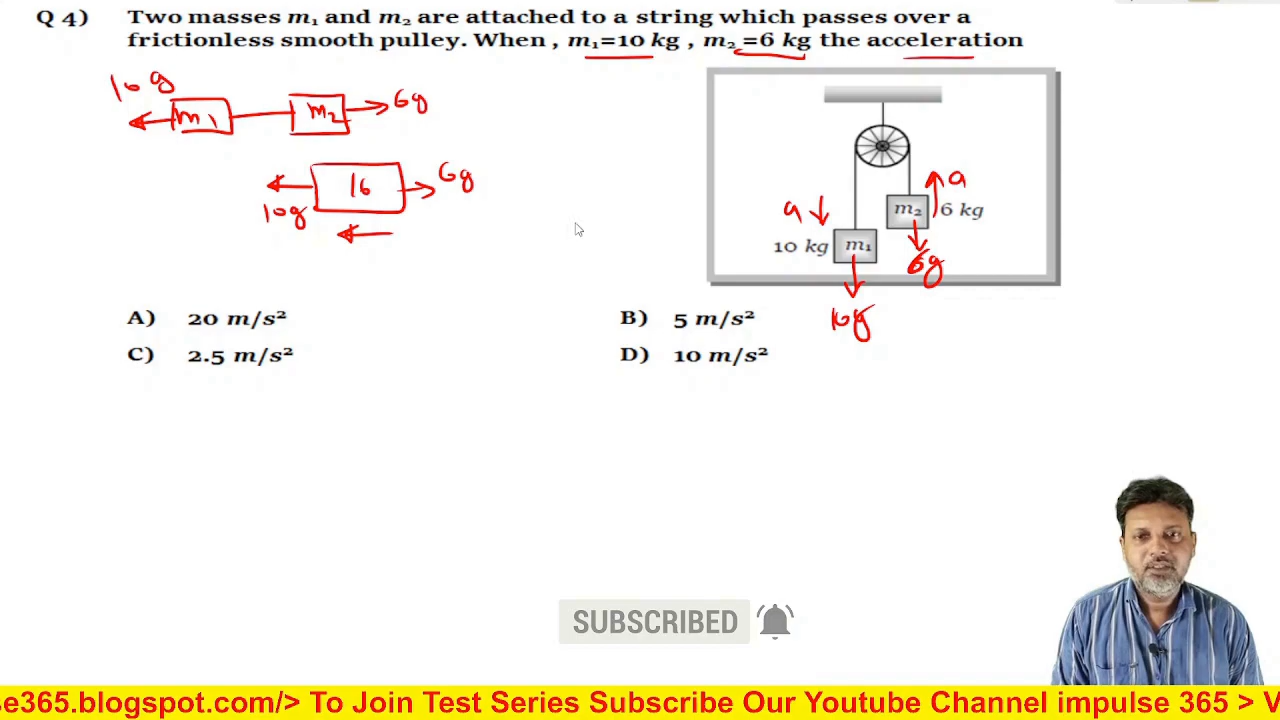 Q 4) Two masses m₁ and m₂ are attached to a string which passes over a
frictionless smooth pulley. When , m₁=10 kg , m₂ =6 kg the acceleration
10g
m1
m2
6g
16
6g
10g
a
a
m₂ 6 kg
10 kg m₁
6g
10g
A) 20 m/s²
B) 5 m/s²
C) 2.5 m/s²
D) 10 m/s²
SUBSCRIBED
se365.blogspot.com/> To Join Test Series Subscribe Our Youtube Channel impulse 365 > V